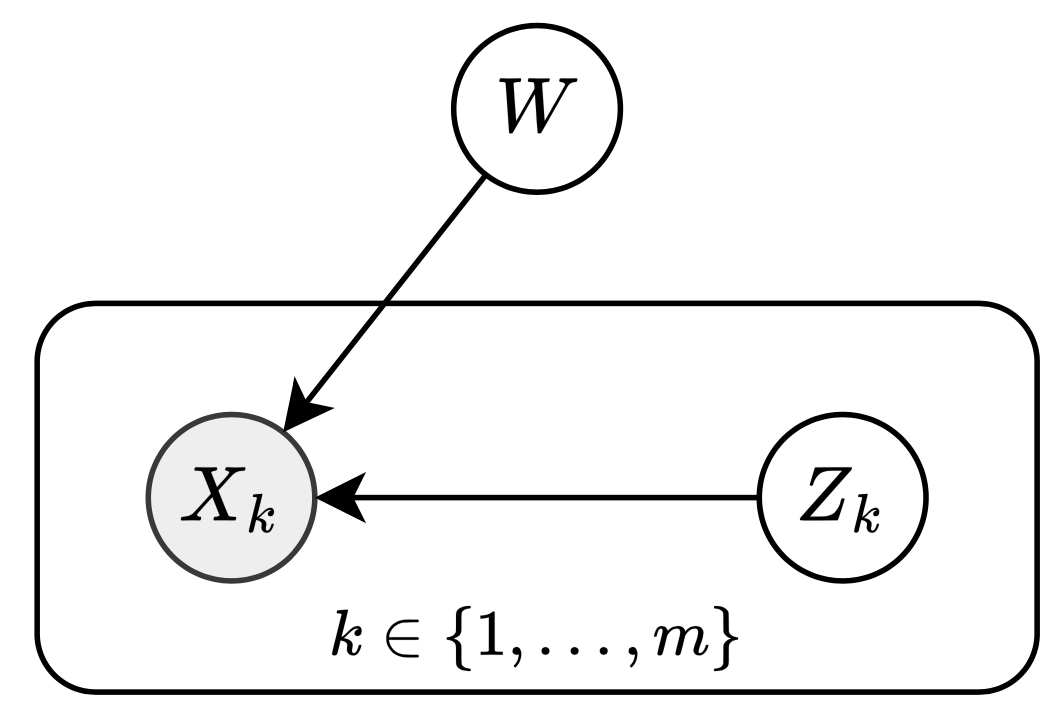 W
X_k
Z_k
k ∈ {1, . . . , m}